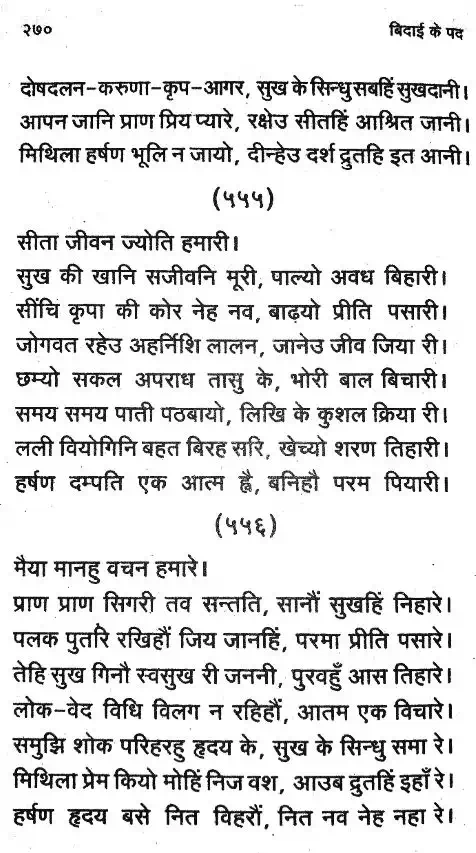 २७०
बिदाई के पद
दोषदलन-करुणा-कृप-आगर, सुख के सिन्धु सबहिं सुखदानी।
आपन जानि प्राण प्रिय प्यारे, रक्षेउ सीतहिं आश्रित जानी।
मिथिला हर्षण भूलि न जायो, दीन्हेउ दर्श द्रुतहि इत आनी।
(५५५)
सीता जीवन ज्योति हमारी।
सुख की खानि सजीवनि मूरी, पाल्यो अवध बिहारी।
सींचि कृपा की कोर नेह नव, बाढ़यो प्रीति पसारी।
जोगवत रहेउ अहर्निशि लालन, जानेउ जीव जिया री।
छम्यो सकल अपराध तासु के, भोरी बाल बिचारी।
समय समय पाती पठबायो, लिखि के कुशल क्रिया री।
लली वियोगिनि बहत बिरह सरि, खेच्यो शरण तिहारी।
हर्षण दम्पति एक आत्म ह्वै, बनिहौ परम पियारी।
(५५६)
मैया मानहु वचन हमारे।
प्राण प्राण सिगरी तव सन्तति, सानौं सुखहिं निहारे।
पलक पुतरि रखिहौं जिय जानहिं, परमा प्रीति पसारे।
तेहि सुख गिनौ स्वसुख री जननी, पुरवहुँ आस तिहारे।
लोक-वेद विधि विलग न रहिहौं, आतम एक विचारे।
समुझि शोक परिहरहु हृदय के, सुख के सिन्धु समा रे।
मिथिला प्रेम कियो मोहिं निज वश, आउब द्रुतहिं इहाँ रे।
हर्षण हृदय बसे नित विहरौं, नित नव नेह नहा रे।